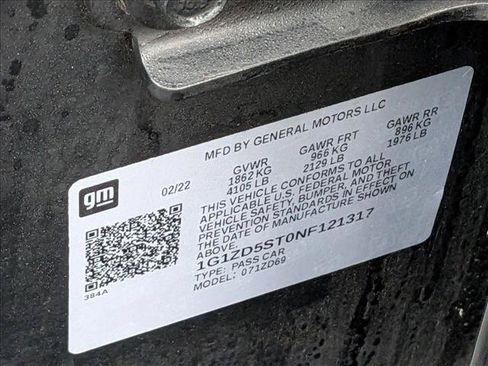 MFD BY GENERAL MOTORS LLC
gm
02/22
GVWR GAWR FRT GAWR RR
1862 KG 966 KG 896 KG
4105 LB 2129 LB 1976 LB
THIS VEHICLE CONFORMS TO ALL
APPLICABLE U.S. FEDERAL MOTOR
VEHICLE SAFETY, BUMPER, AND THEFT
PREVENTION STANDARDS IN EFFECT ON
THE DATE OF MANUFACTURE SHOWN
ABOVE.
1G1ZD5ST0NF121317
TYPE: PASS CAR
MODEL: 071ZD69
384A